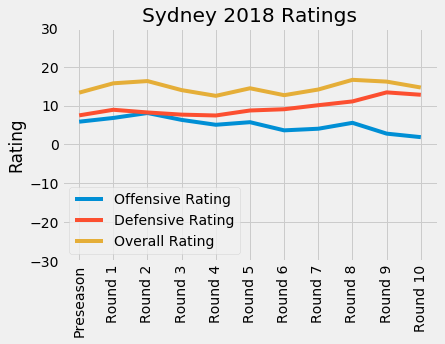 Sydney 2018 Ratings
30
20
10
0
−10
−20
−30
Rating
Offensive Rating
Defensive Rating
Overall Rating
Preseason
Round 1
Round 2
Round 3
Round 4
Round 5
Round 6
Round 7
Round 8
Round 9
Round 10